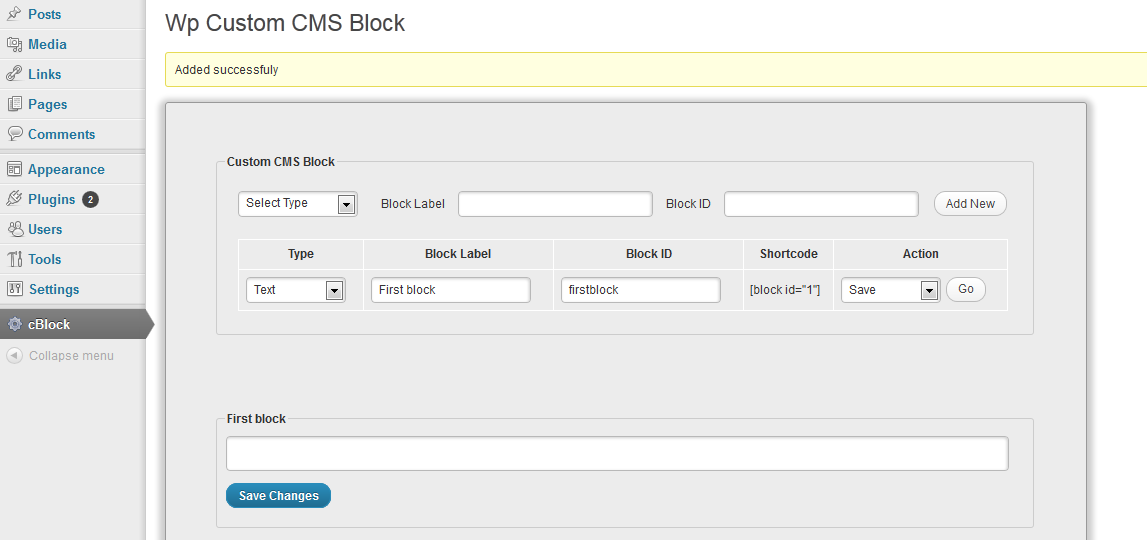 Posts
Media
Links
Pages
Comments
Appearance
Plugins 2
Users
Tools
Settings
cBlock
Collapse menu
Wp Custom CMS Block
Added successfuly
Custom CMS Block
Select Type Block Label Block ID Add New
Type Block Label Block ID Shortcode Action
Text First block firstblock [block id="1"] Save Go
First block
Save Changes